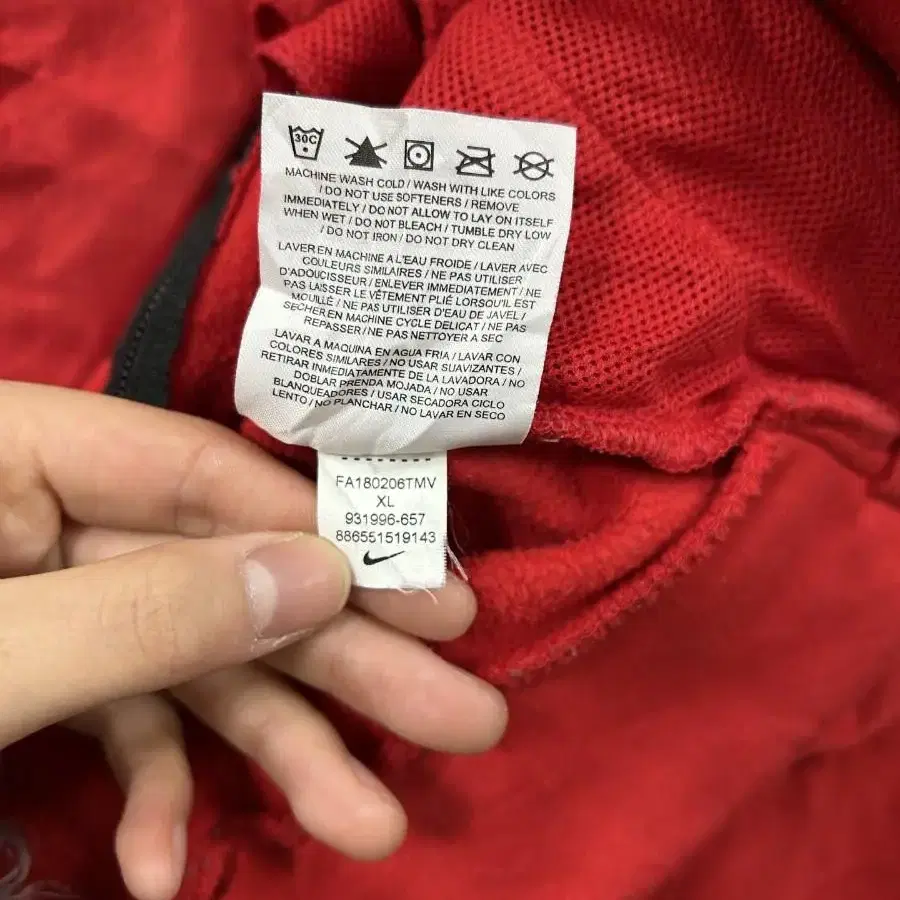 30C
MACHINE WASH COLD / WASH WITH LIKE COLORS
/ DO NOT USE SOFTENERS / REMOVE
IMMEDIATELY / DO NOT ALLOW TO LAY ON ITSELF
WHEN WET / DO NOT BLEACH / TUMBLE DRY LOW
/ DO NOT IRON / DO NOT DRY CLEAN
LAVER EN MACHINE A L'EAU FROIDE / LAVER AVEC
COULEURS SIMILAIRES / NE PAS UTILISER
D'ADOUCISSEUR / ENLEVER IMMEDIATEMENT / NE
PAS LAISSER LE VÊTEMENT PLIÉ LORSQU'IL EST
MOUILLÉ / NE PAS UTILISER D'EAU DE JAVEL /
SECHER EN MACHINE CYCLE DELICAT / NE PAS
REPASSER / NE PAS NETTOYER A SEC
LAVAR A MAQUINA EN AGUA FRIA / LAVAR CON
COLORES SIMILARES / NO USAR SUAVIZANTES /
RETIRAR INMEDIATAMENTE DE LA LAVADORA / NO
DOBLAR PRENDA MOJADA / NO USAR
BLANQUEADORES / USAR SECADORA CICLO
LENTO / NO PLANCHAR / NO LAVAR EN SECO
FA180206TMV
XL
931996-657
886551519143